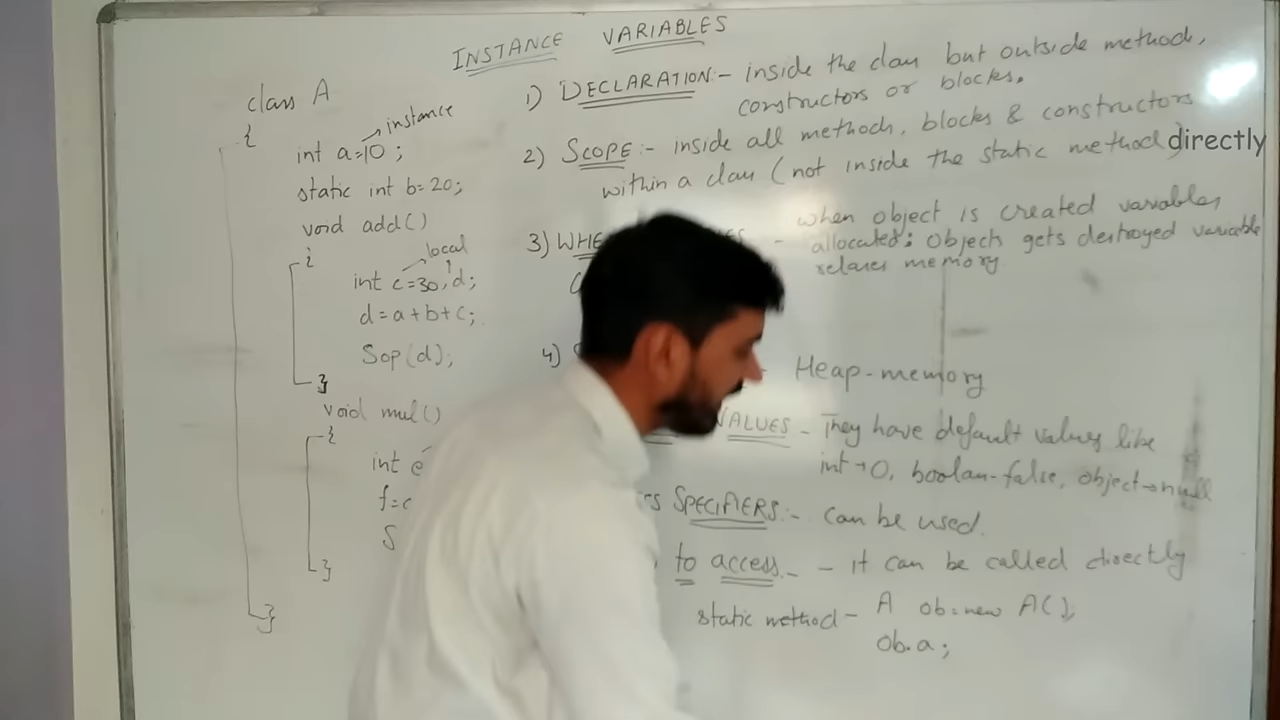 INSTANCE VARIABLES
class A
{
int a=10 ;
instance
static int b=20;
void add()
{
local
int c=30, d;
d=a+b+c;
Sop(d);
}
void mul()
{
int e
f=
S
}
}
1) DECLARATION:- inside the class but outside method,
constructors or blocks.
2) SCOPE:- inside all methods, blocks & constructors
within a class (not inside the static method) directly
3) WHE
- when object is created variables
allocated; Objects gets destroyed variable
relases memory
4)
Heap-memory
VALUES - They have default values like
int→0, boolean-false, object→null
SPECIFIERS:- can be used.
to access.- - it can be called directly
static method - A ob=new A();
ob.a;